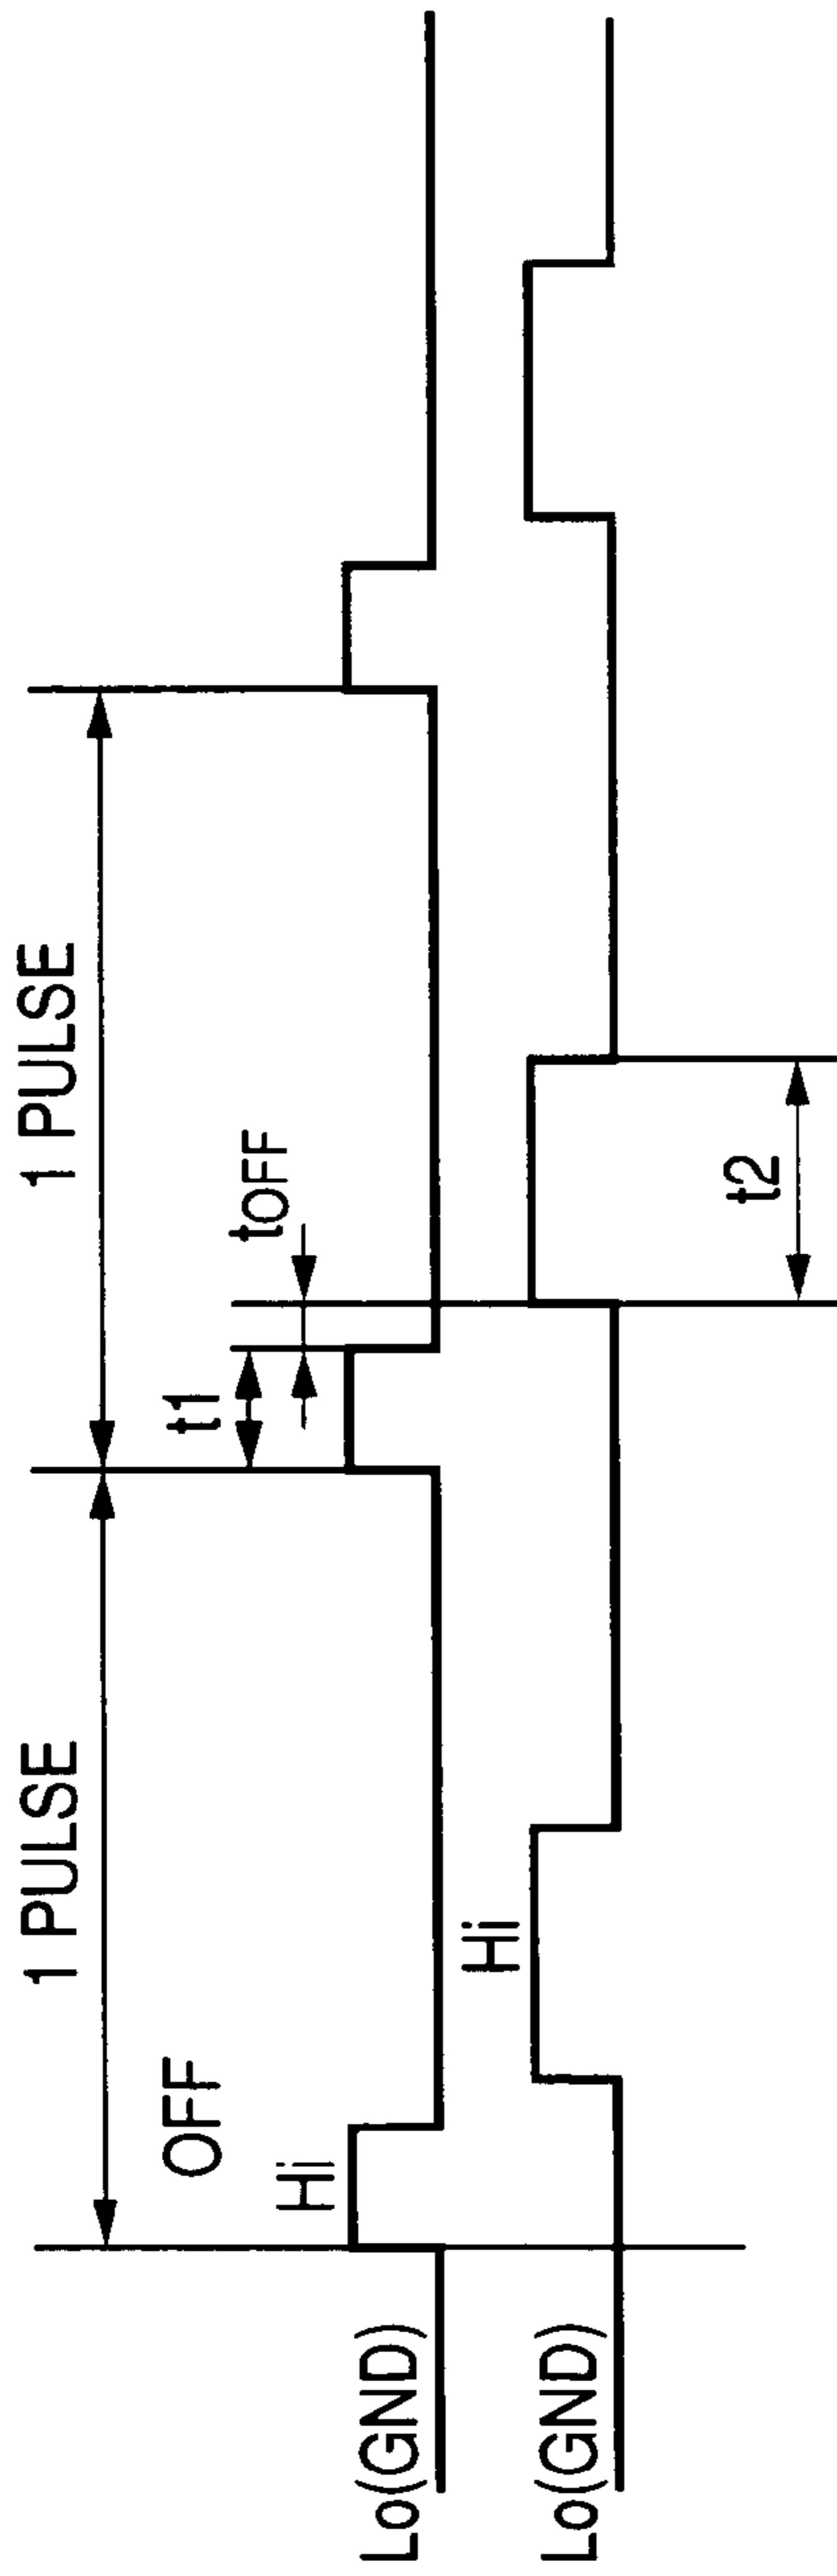 1 PULSE
1 PULSE
OFF
t1
tOFF
Hi
Lo(GND)
Hi
Lo(GND)
t2